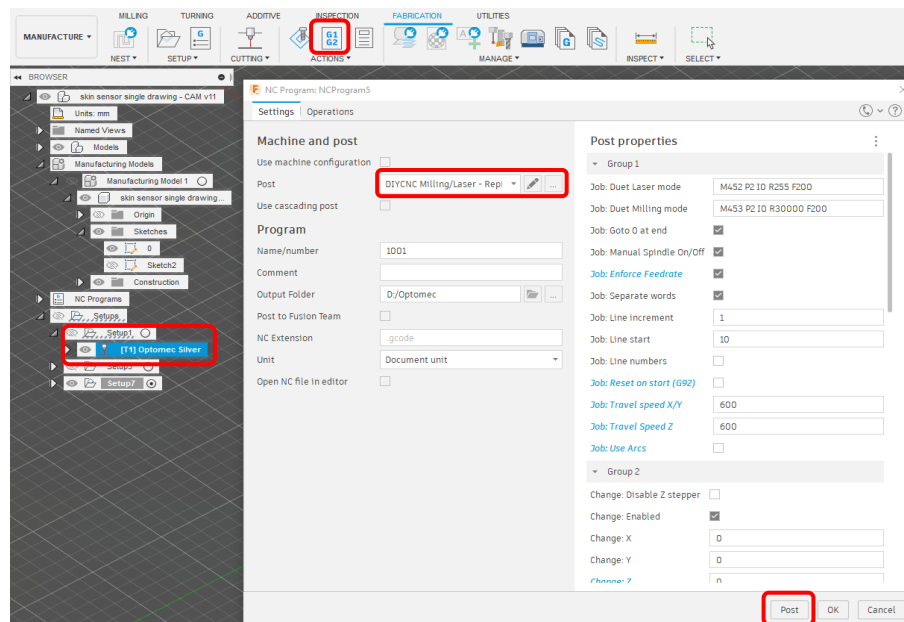 MILLING TURNING ADDITIVE INSPECTION FABRICATION UTILITIES
MANUFACTURE
G1
G2
G
G
NEST SETUP CUTTING ACTIONS MANAGE INSPECT SELECT
BROWSER
skin sensor single drawing - CAM v11
Units: mm
Named Views
Models
Manufacturing Models
Manufacturing Model 1
skin sensor single drawing...
Origin
Sketches
0
Sketch2
Construction
NC Programs
Setups
Setup1
[T1] Optomec Silver
Setup7
NC Program: NCProgram5
Settings Operations
Machine and post
Use machine configuration
Post DIYCNC Milling/Laser - Repl ...
Use cascading post
Program
Name/number 1001
Comment
Output Folder D:/Optomec ...
Post to Fusion Team
NC Extension .gcode
Unit Document unit
Open NC file in editor
Post properties
Group 1
Job: Duet Laser mode M452 P2 I0 R255 F200
Job: Duet Milling mode M453 P2 I0 R30000 F200
Job: Goto 0 at end
Job: Manual Spindle On/Off
Job: Enforce Feedrate
Job: Separate words
Job: Line increment 1
Job: Line start 10
Job: Line numbers
Job: Reset on start (G92)
Job: Travel speed X/Y 600
Job: Travel Speed Z 600
Job: Use Arcs
Group 2
Change: Disable Z stepper
Change: Enabled
Change: X 0
Change: Y 0
Change: Z 0
Post OK Cancel